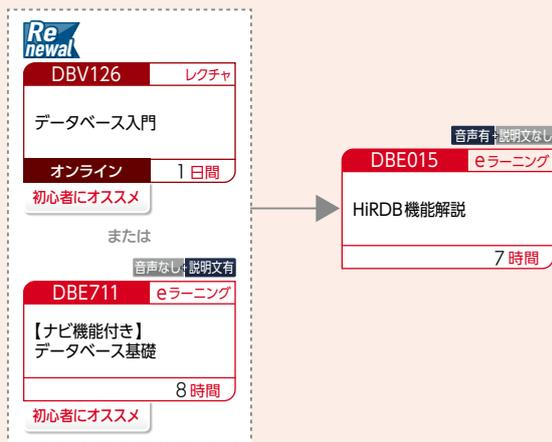 Re
newal
DBV126 レクチャ
データベース入門
オンライン 1日間
初心者にオススメ
または
音声なし 説明文有
DBE711 eラーニング
【ナビ機能付き】
データベース基礎
8時間
初心者にオススメ
音声有 説明文なし
DBE015 eラーニング
HiRDB機能解説
7時間